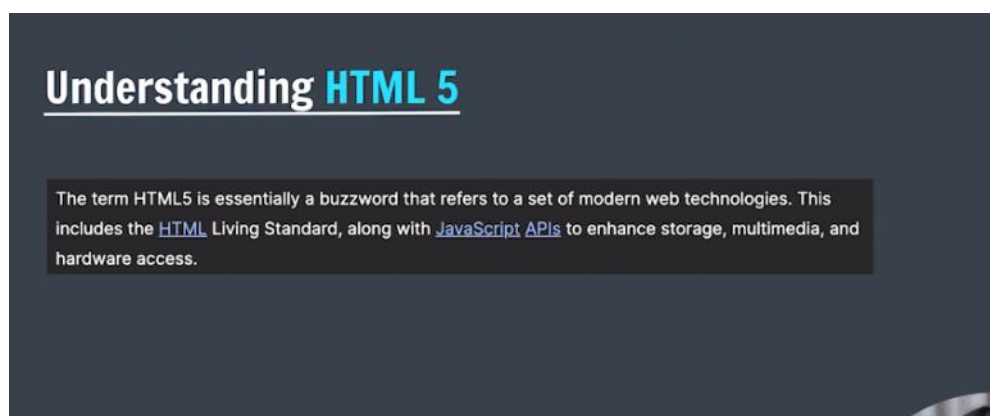 Understanding HTML 5
The term HTML5 is essentially a buzzword that refers to a set of modern web technologies. This
includes the HTML Living Standard, along with JavaScript APIs to enhance storage, multimedia, and
hardware access.